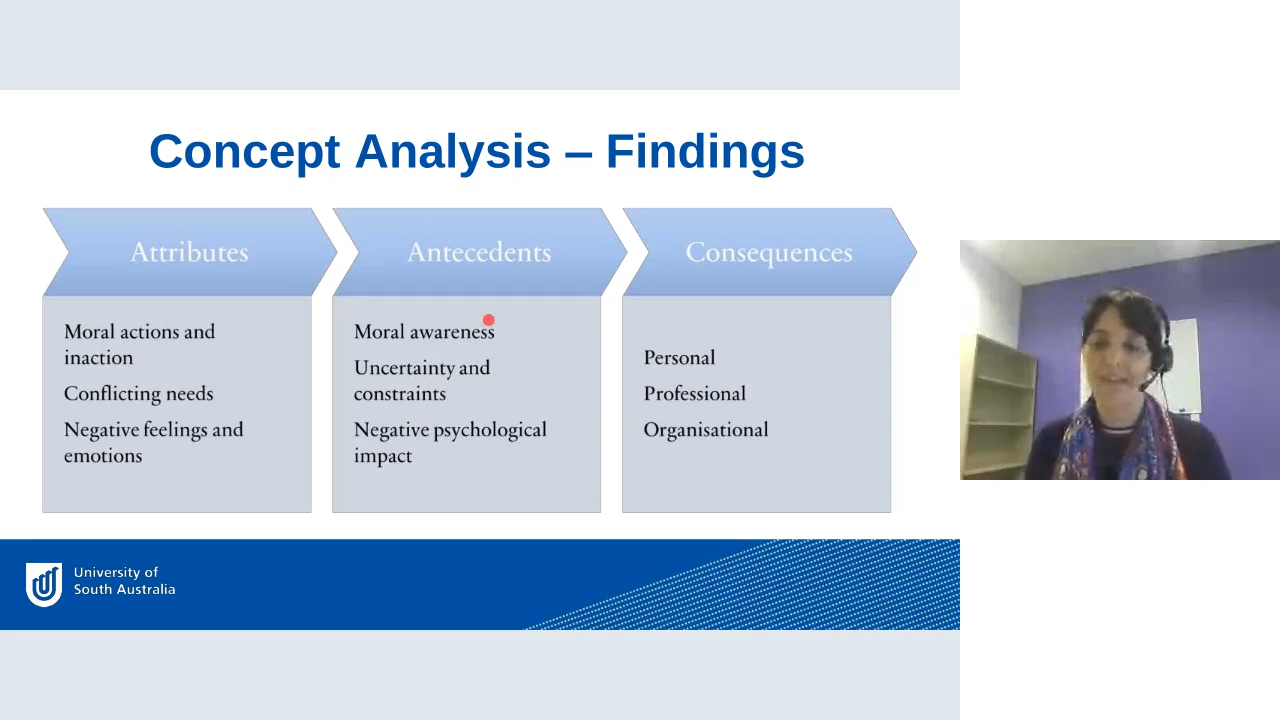 Concept Analysis – Findings
Attributes
Moral actions and
inaction
Conflicting needs
Negative feelings and
emotions
Antecedents
Moral awareness
Uncertainty and
constraints
Negative psychological
impact
Consequences
Personal
Professional
Organisational
University of
South Australia